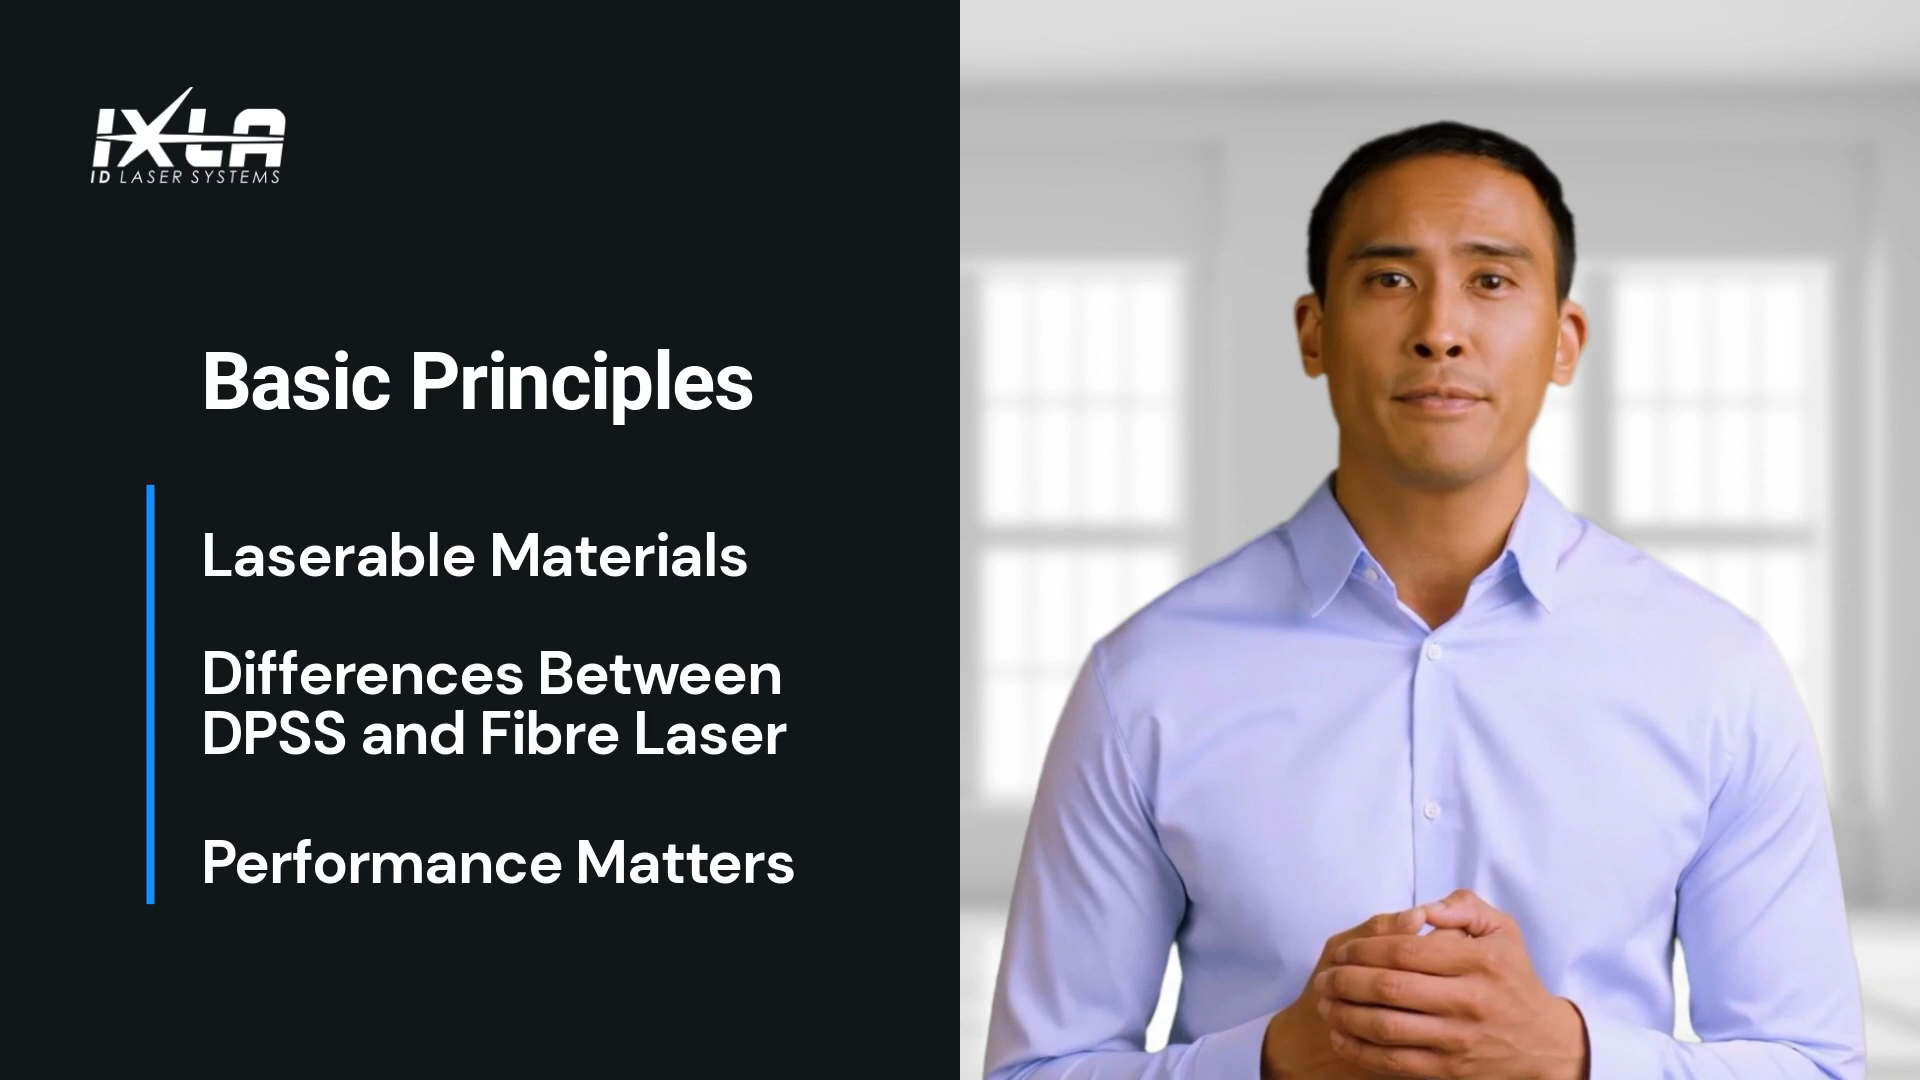 IXLA
ID LASER SYSTEMS
Basic Principles
Laserable Materials
Differences Between
DPSS and Fibre Laser
Performance Matters